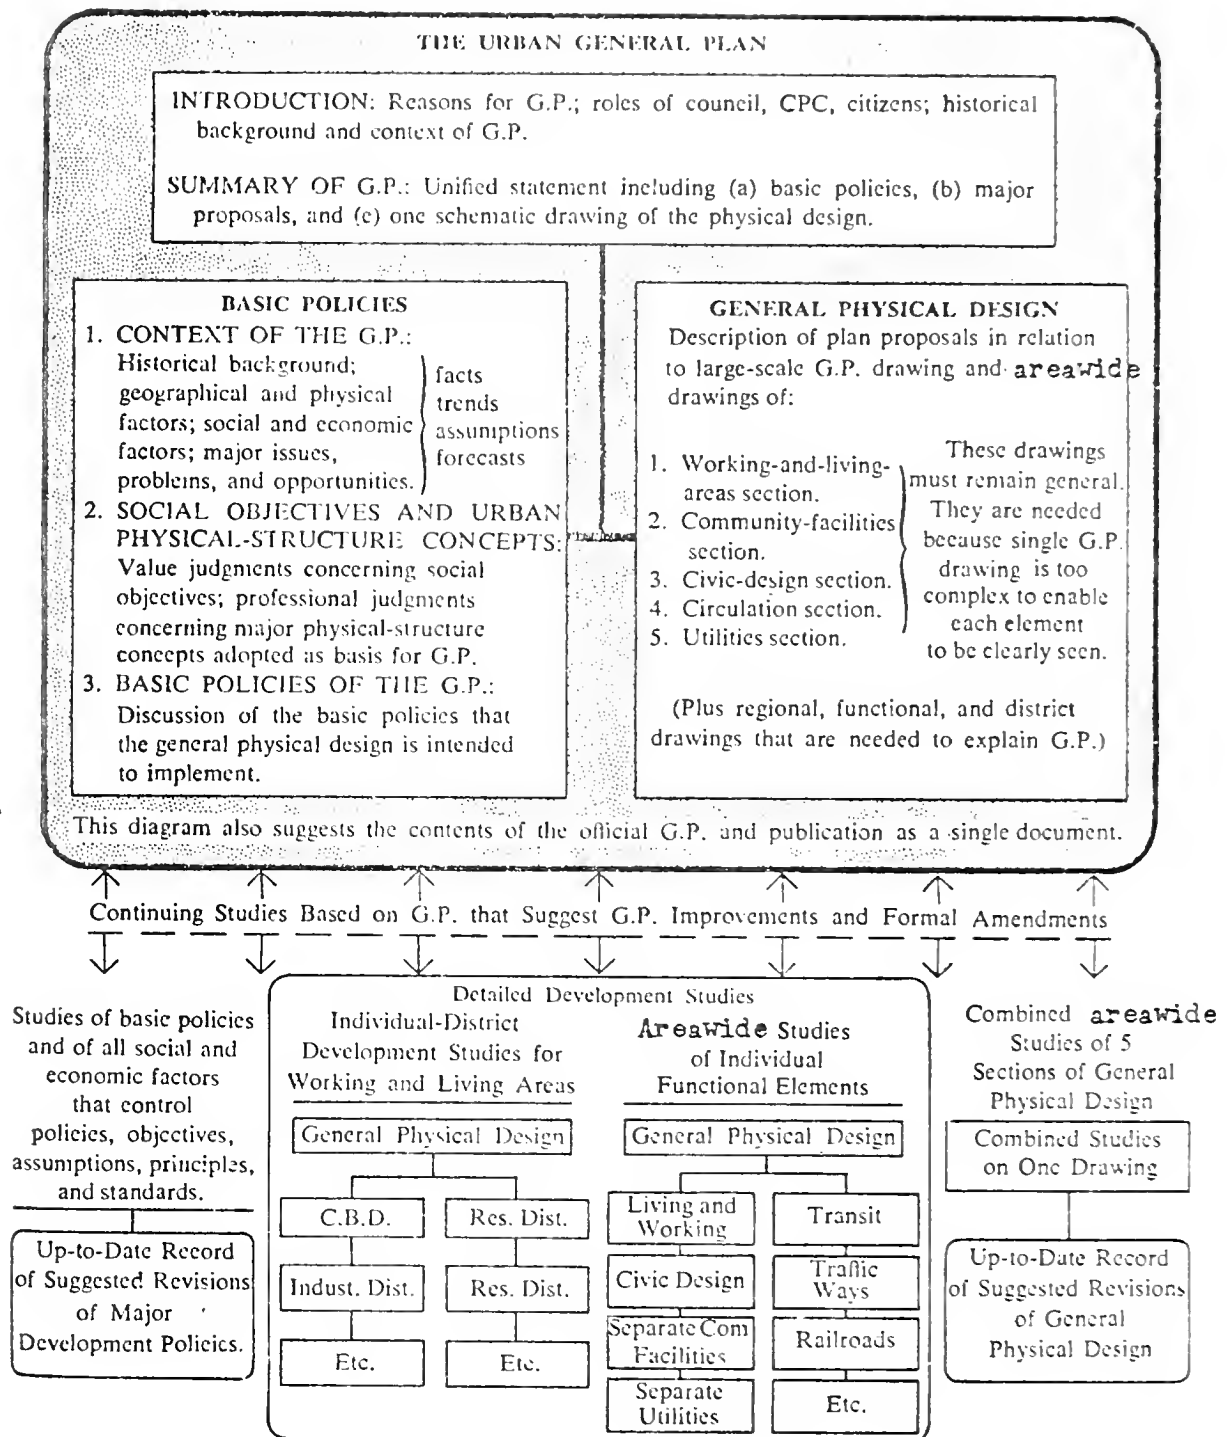 THE URBAN GENERAL PLAN
INTRODUCTION: Reasons for G.P.; roles of council, CPC, citizens; historical
background and context of G.P.
SUMMARY OF G.P.: Unified statement including (a) basic policies, (b) major
proposals, and (c) one schematic drawing of the physical design.
BASIC POLICIES
1. CONTEXT OF THE G.P.:
Historical background;
geographical and physical
factors; social and economic
factors; major issues,
problems, and opportunities.
facts
trends
assumptions
forecasts
2. SOCIAL OBJECTIVES AND URBAN
PHYSICAL-STRUCTURE CONCEPTS:
Value judgments concerning social
objectives; professional judgments
concerning major physical-structure
concepts adopted as basis for G.P.
3. BASIC POLICIES OF THE G.P.:
Discussion of the basic policies that
the general physical design is intended
to implement.
GENERAL PHYSICAL DESIGN
Description of plan proposals in relation
to large-scale G.P. drawing and areawide
drawings of:
1. Working-and-living-
areas section.
2. Community-facilities
section.
3. Civic-design section.
4. Circulation section.
5. Utilities section.
These drawings
must remain general.
They are needed
because single G.P.
drawing is too
complex to enable
each element
to be clearly seen.
(Plus regional, functional, and district
drawings that are needed to explain G.P.)
This diagram also suggests the contents of the official G.P. and publication as a single document.
Continuing Studies Based on G.P. that Suggest G.P. Improvements and Formal Amendments
Studies of basic policies
and of all social and
economic factors
that control
policies, objectives,
assumptions, principles,
and standards.
Up-to-Date Record
of Suggested Revisions
of Major
Development Policies.
Detailed Development Studies
Individual-District
Development Studies for
Working and Living Areas
General Physical Design
C.B.D.
Res. Dist.
Indust. Dist.
Res. Dist.
Etc.
Etc.
Areawide Studies
of Individual
Functional Elements
General Physical Design
Living and
Working
Transit
Civic Design
Traffic
Ways
Separate Com
Facilities
Railroads
Separate
Utilities
Etc.
Combined areawide
Studies of 5
Sections of General
Physical Design
Combined Studies
on One Drawing
Up-to-Date Record
of Suggested Revisions
of General
Physical Design